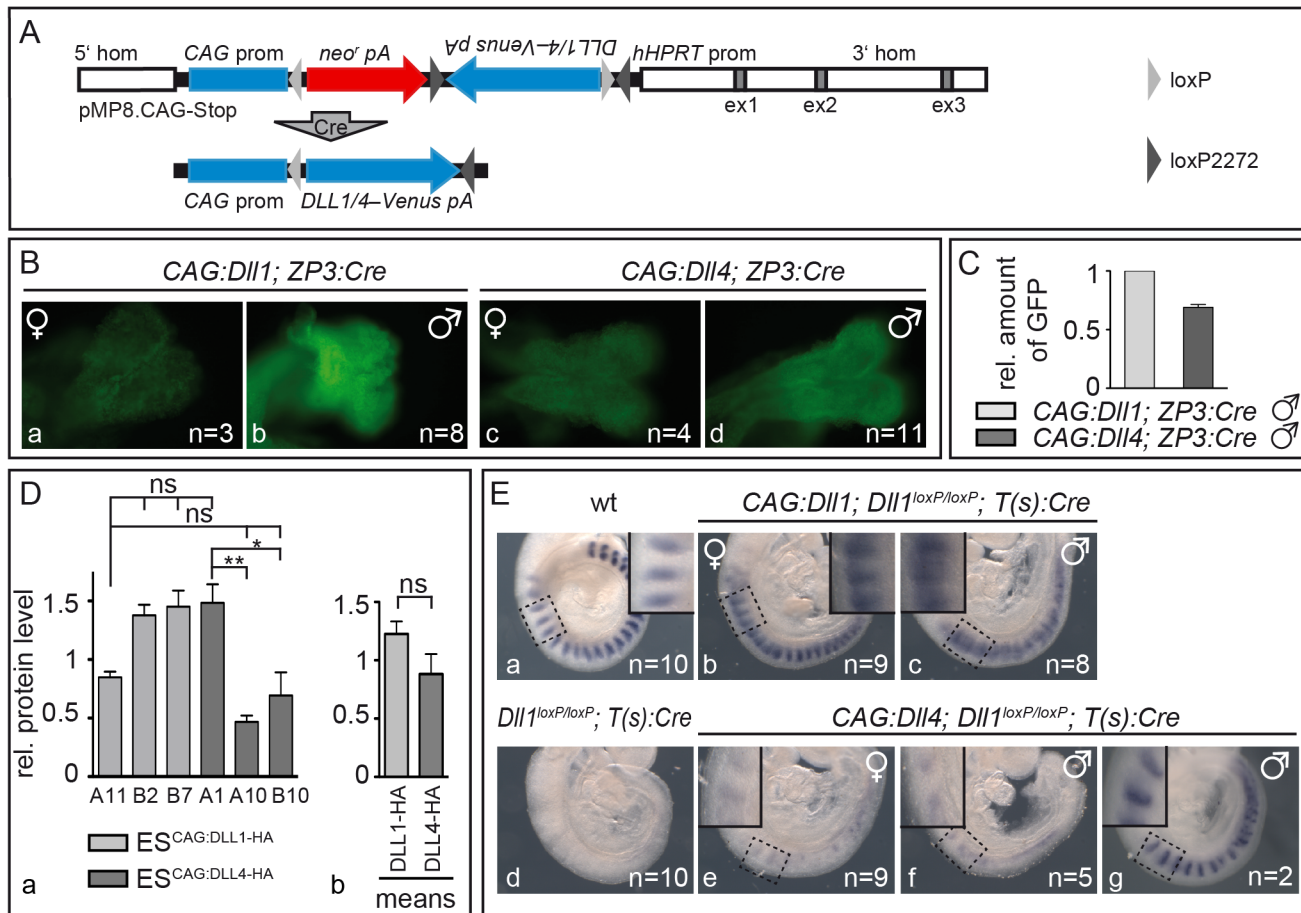 A
5‘ hom CAG prom neoʳ pA DLL1/4–Venus pA hHPRT prom 3‘ hom
loxP
pMP8.CAG-Stop ex1 ex2 ex3
Cre
loxP2272
CAG prom DLL1/4–Venus pA
B
CAG:Dll1; ZP3:Cre CAG:Dll4; ZP3:Cre
♀ ♂ ♀ ♂
a n=3 b n=8 c n=4 d n=11
C
rel. amount
of GFP
1
0.5
0
CAG:Dll1; ZP3:Cre ♂
CAG:Dll4; ZP3:Cre ♂
D
ns
ns
*
**
rel. protein level
1.5
1
0.5
0
A11 B2 B7 A1 A10 B10
ES^CAG:DLL1-HA
ES^CAG:DLL4-HA
a
ns
1.5
1
0.5
0
DLL1-HA
DLL4-HA
means
b
E
wt CAG:Dll1; Dll1^loxP/loxP; T(s):Cre
♀ ♂
a n=10 b n=9 c n=8
Dll1^loxP/loxP; T(s):Cre CAG:Dll4; Dll1^loxP/loxP; T(s):Cre
♀ ♂ ♂
d n=10 e n=9 f n=5 g n=2